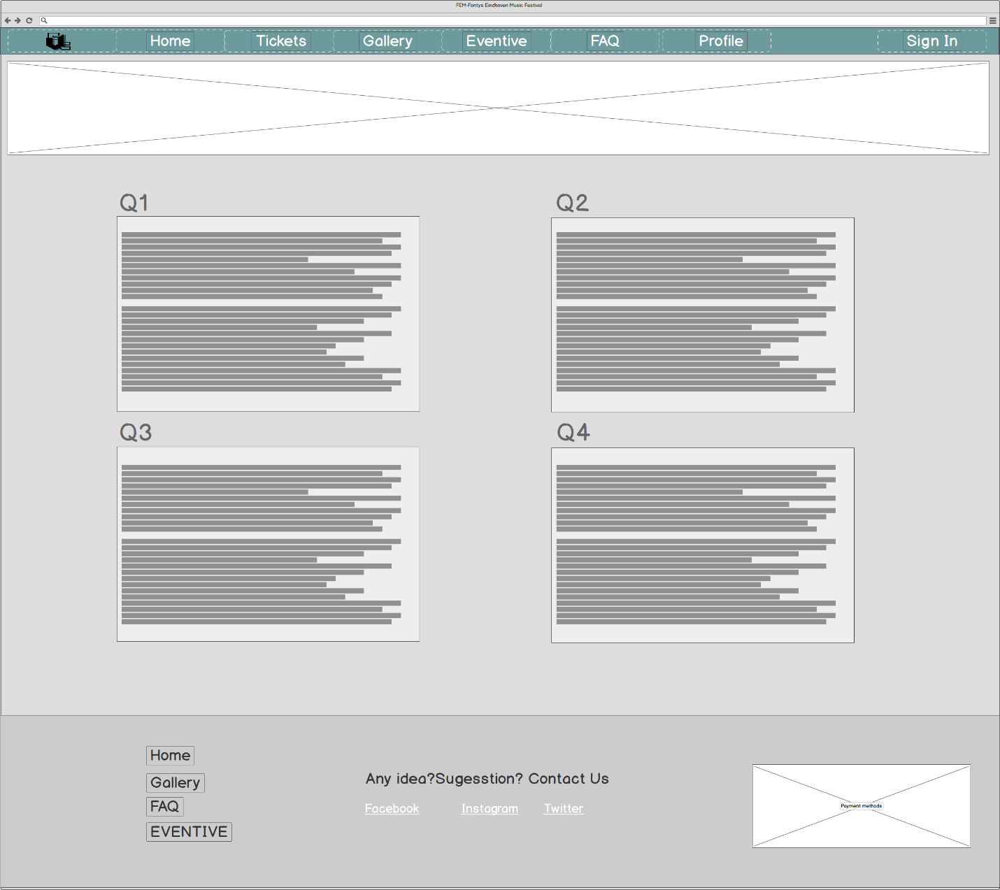 FEM-Fontys Eindhoven Music Festival
Home Tickets Gallery Eventive FAQ Profile Sign In
Q1
Q2
Q3
Q4
Home
Gallery
FAQ
EVENTIVE
Any idea?Sugesstion? Contact Us
Facebook Instagram Twitter
Payment methods